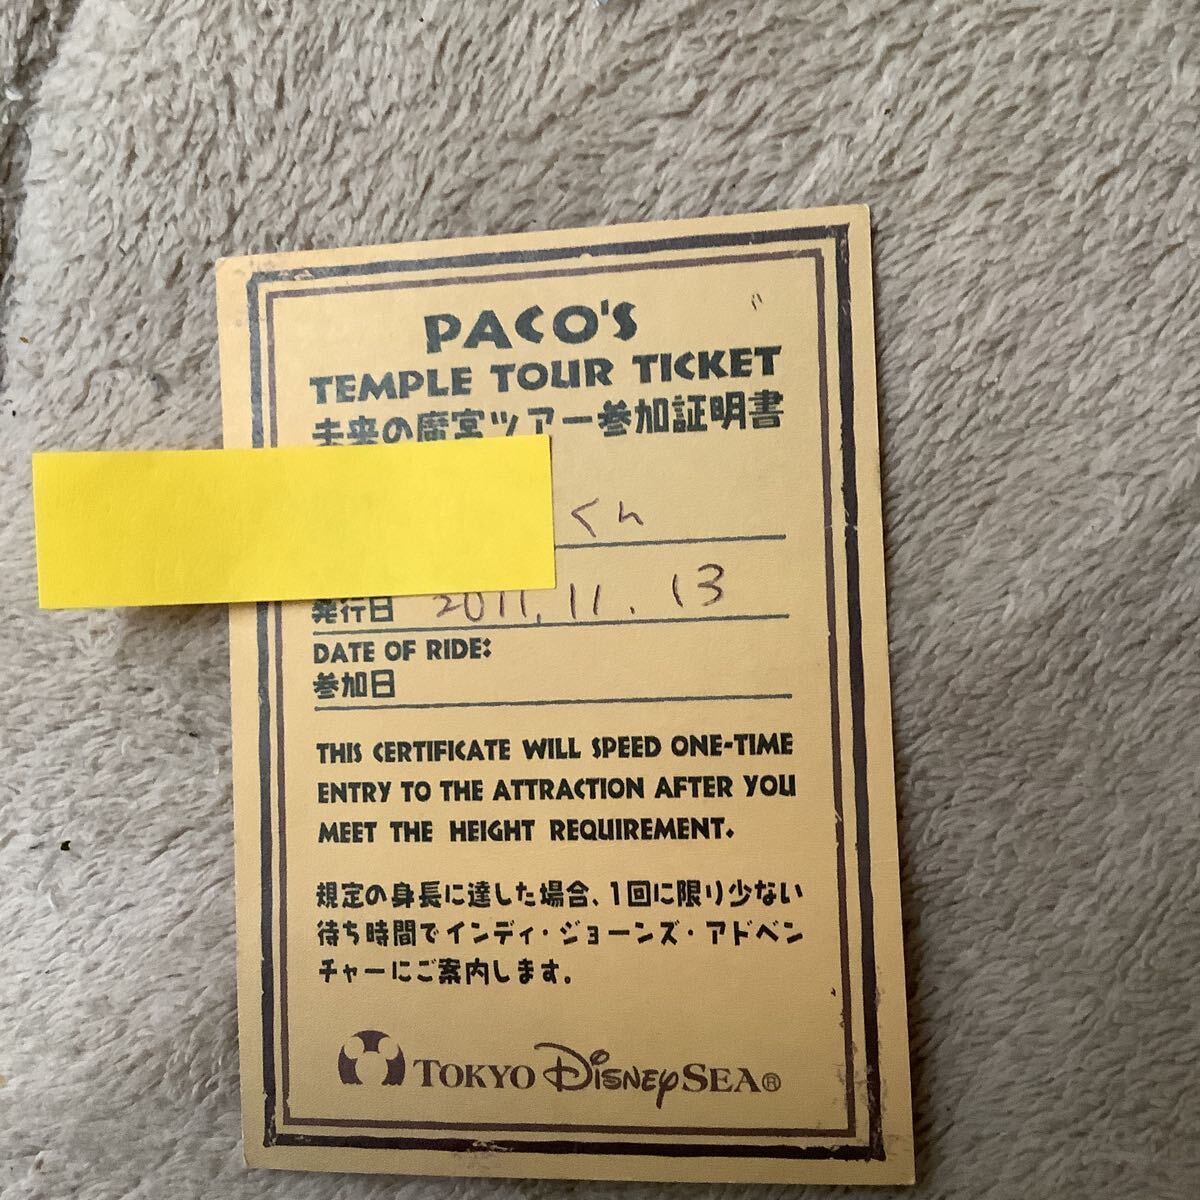 PACO'S
TEMPLE TOUR TICKET
未来の魔宮ツアー参加証明書
くん
発行日 2011.11.13
DATE OF RIDE:
参加日
THIS CERTIFICATE WILL SPEED ONE-TIME
ENTRY TO THE ATTRACTION AFTER YOU
MEET THE HEIGHT REQUIREMENT.
規定の身長に達した場合、1回に限り少ない
待ち時間でインディ・ジョーンズ・アドベン
チャーにご案内します。
TOKYO DISNEYSEA®